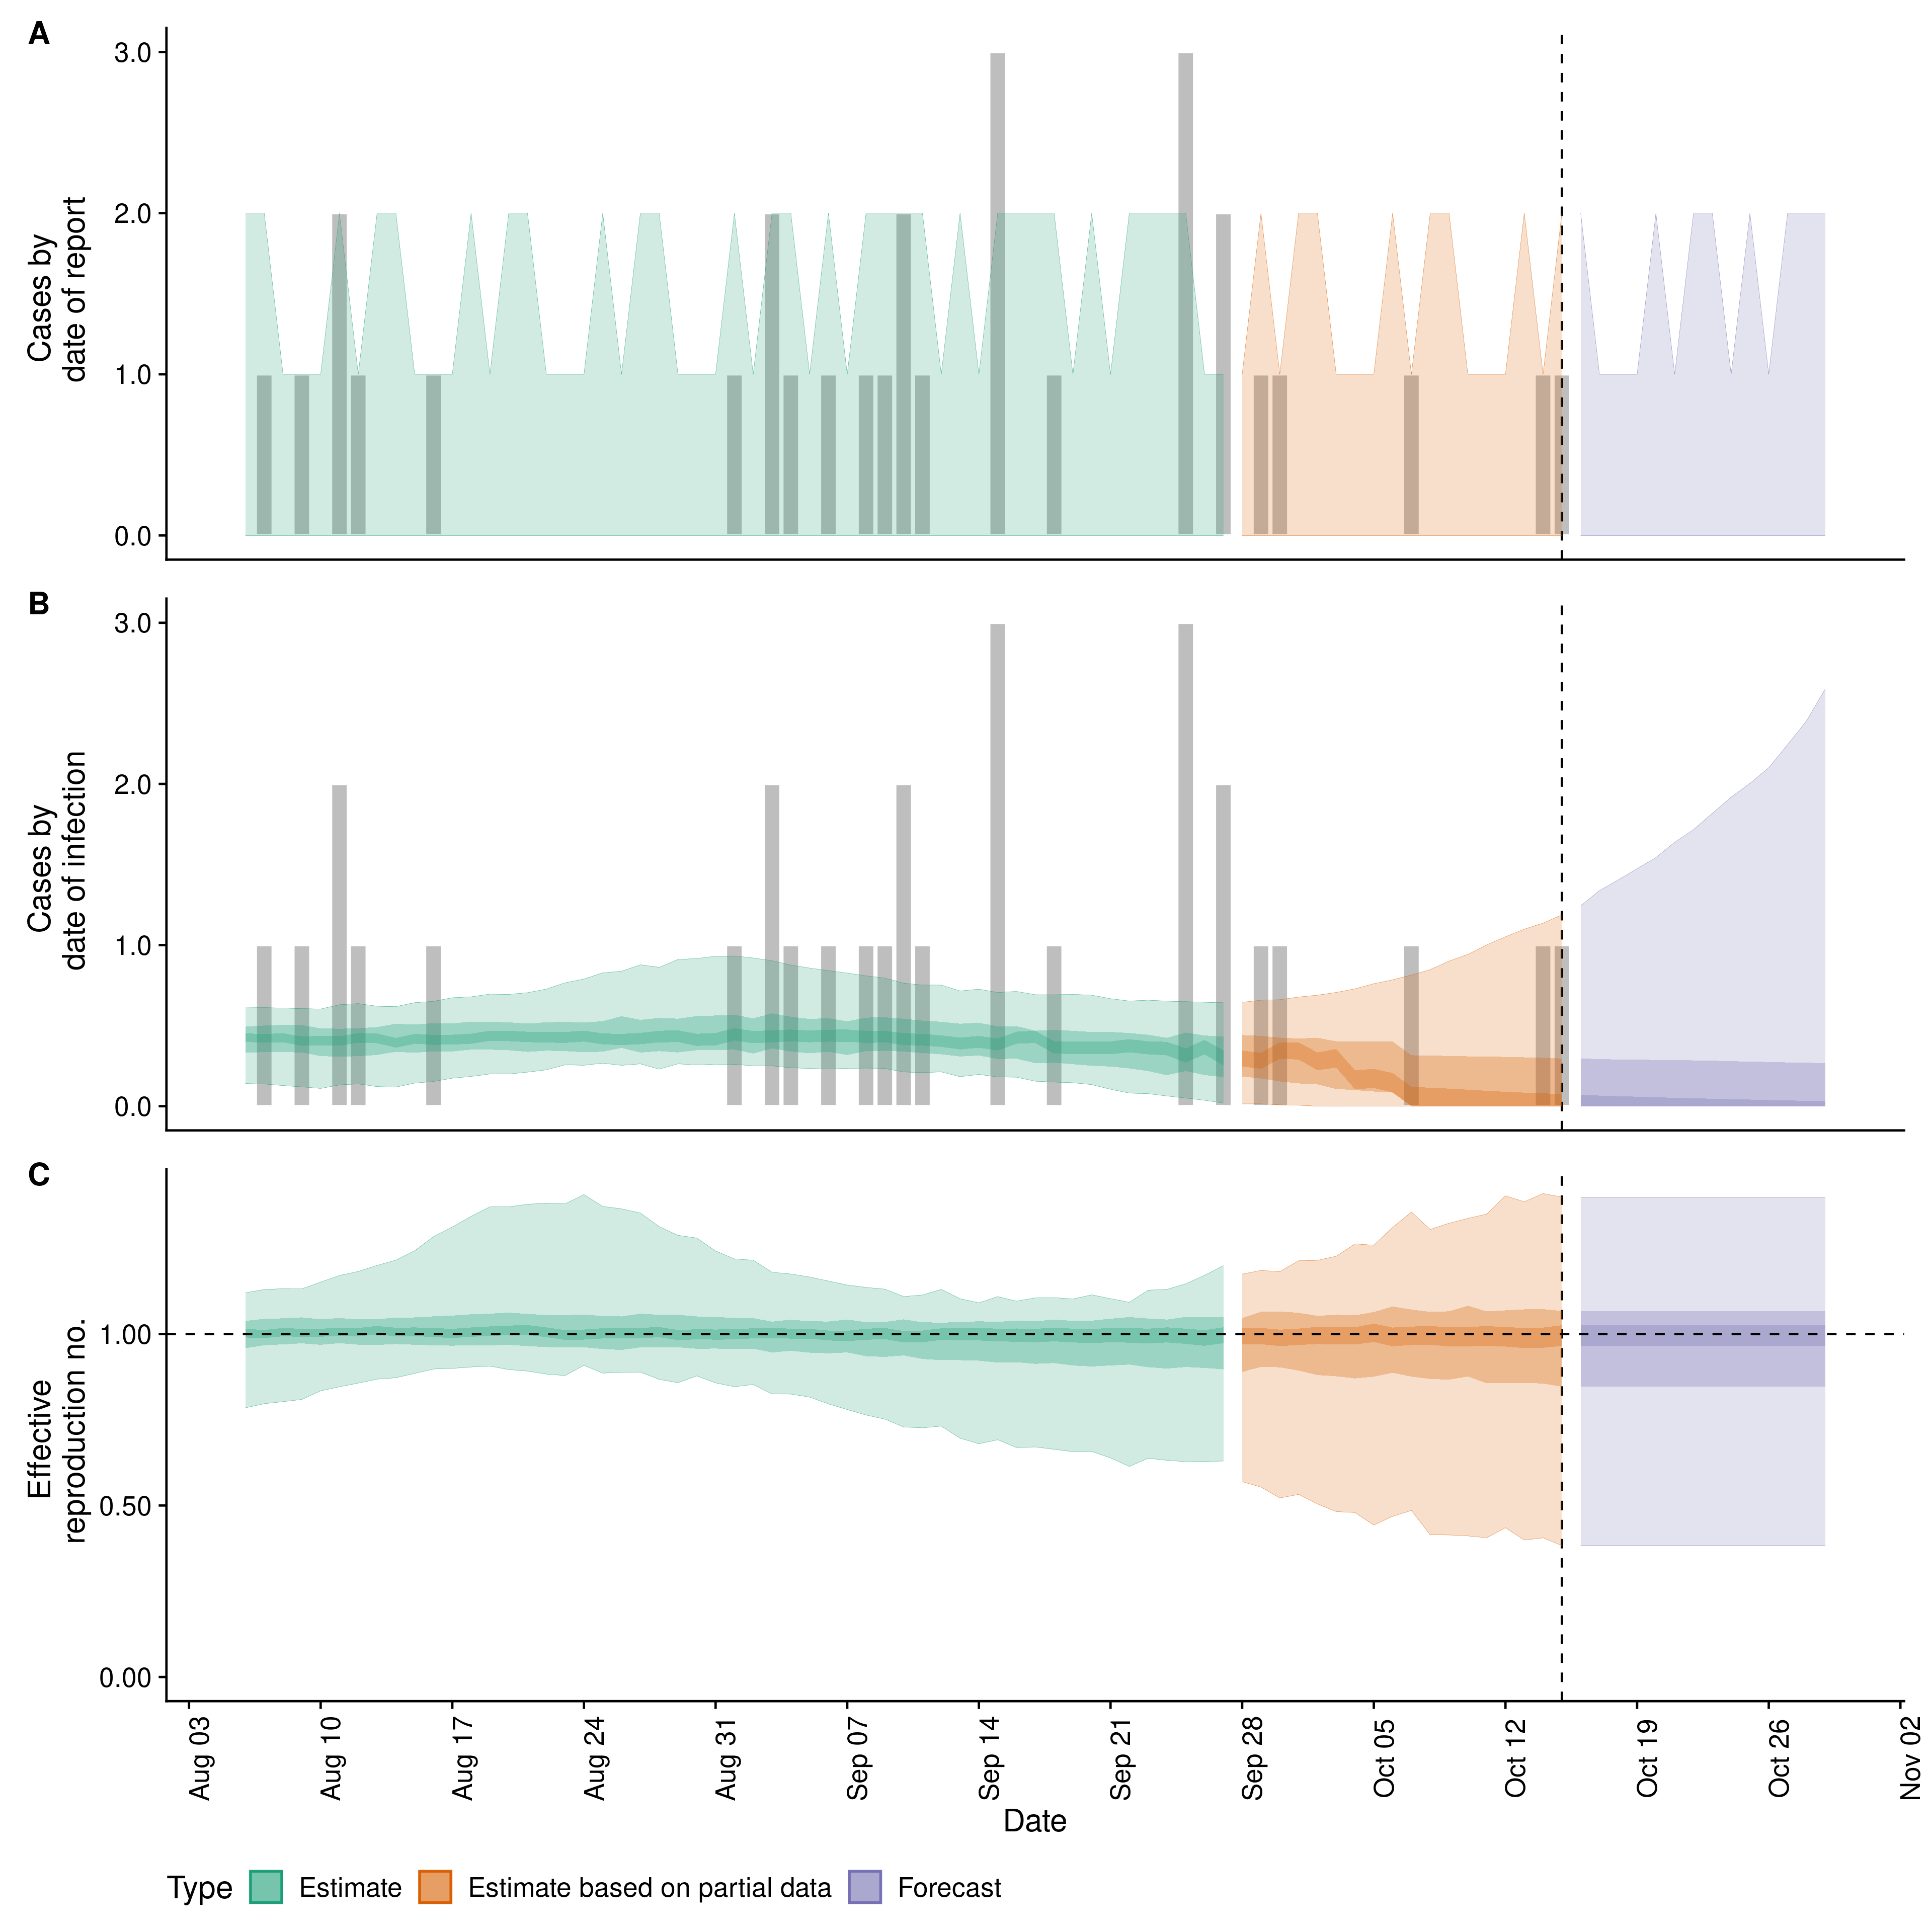 A
3.0
2.0
1.0
0.0
Cases by
date of report
B
3.0
2.0
1.0
0.0
Cases by
date of infection
C
1.00
0.50
0.00
Effective
reproduction no.
Aug 03
Aug 10
Aug 17
Aug 24
Aug 31
Sep 07
Sep 14
Sep 21
Sep 28
Oct 05
Oct 12
Oct 19
Oct 26
Nov 02
Date
Type Estimate Estimate based on partial data Forecast